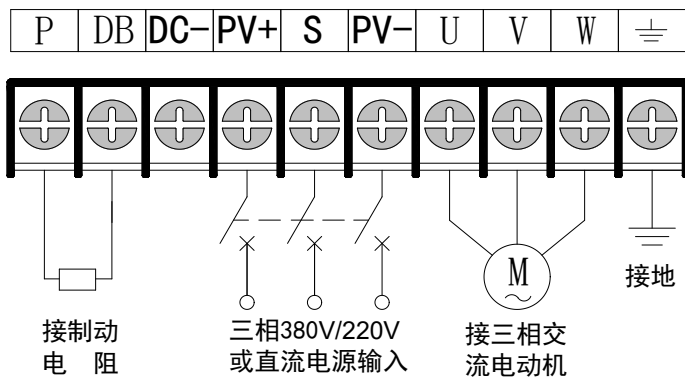 P DB DC- PV+ S PV- U V W
M
接地
接制动
电 阻
三相380V/220V
或直流电源输入
接三相交
流电动机